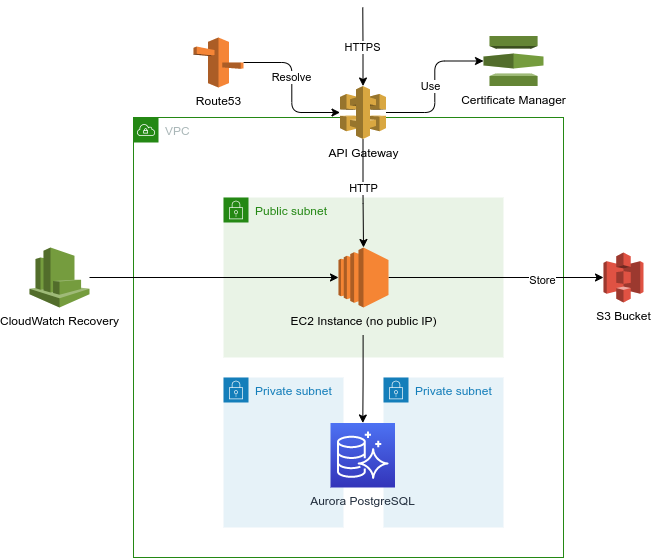 HTTPS
Resolve
Use
Route53
Certificate Manager
VPC
API Gateway
HTTP
Public subnet
Store
CloudWatch Recovery
EC2 Instance (no public IP)
S3 Bucket
Private subnet
Private subnet
Aurora PostgreSQL